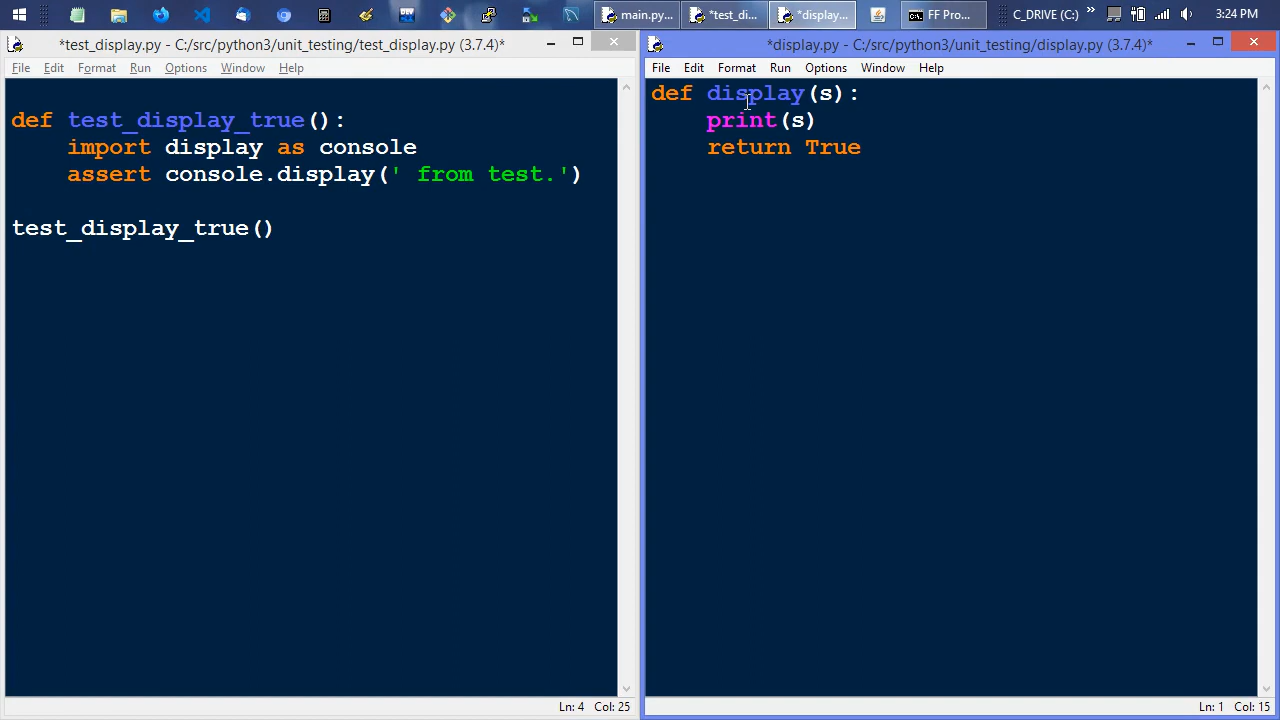 main.py...
*test_di...
*display...
FF Pro...
C_DRIVE (C:)
3:24 PM
*test_display.py - C:/src/python3/unit_testing/test_display.py (3.7.4)*
File Edit Format Run Options Window Help
def test_display_true():
import display as console
assert console.display(' from test.')
test_display_true()
Ln: 4 Col: 25
*display.py - C:/src/python3/unit_testing/display.py (3.7.4)*
File Edit Format Run Options Window Help
def display(s):
print(s)
return True
Ln: 1 Col: 15